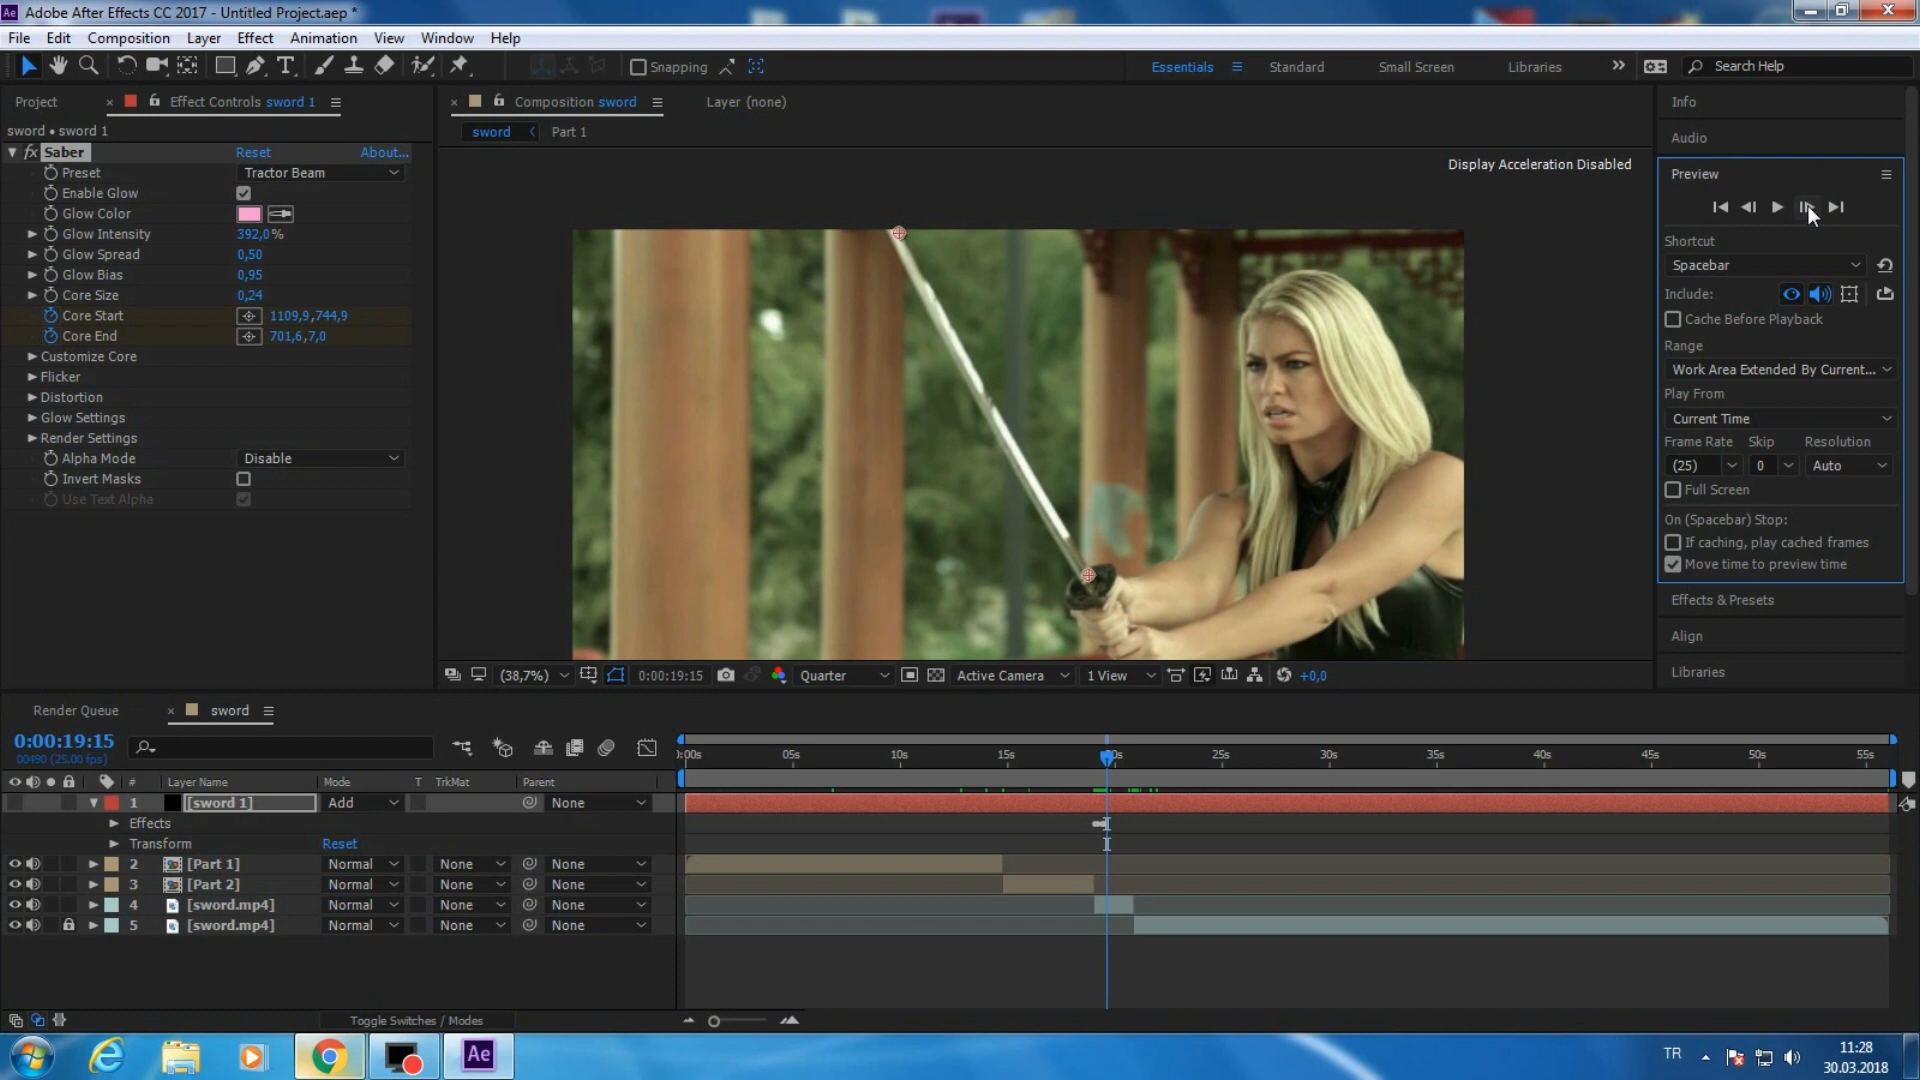 Adobe After Effects CC 2017 - Untitled Project.aep *
File Edit Composition Layer Effect Animation View Window Help
Snapping
Essentials Standard Small Screen Libraries
Search Help
Project
Effect Controls sword 1
Composition sword
Layer (none)
sword • sword 1
sword Part 1
fx Saber Reset About...
Preset Tractor Beam
Enable Glow
Glow Color
Glow Intensity 392,0%
Glow Spread 0,50
Glow Bias 0,95
Core Size 0,24
Core Start 1109,9,744,9
Core End 701,6,7,0
Customize Core
Flicker
Distortion
Glow Settings
Render Settings
Alpha Mode Disable
Invert Masks
Use Text Alpha
Display Acceleration Disabled
(38,7%) 0:00:19:15 Quarter Active Camera 1 View +0,0
Info
Audio
Preview
Shortcut
Spacebar
Include:
Cache Before Playback
Range
Work Area Extended By Current...
Play From
Current Time
Frame Rate Skip Resolution
(25) 0 Auto
Full Screen
On (Spacebar) Stop:
If caching, play cached frames
Move time to preview time
Effects & Presets
Align
Libraries
Render Queue sword
0:00:19:15
00490 (25.00 fps)
# Layer Name Mode T TrkMat Parent
1 [sword 1] Add None
Effects
Transform Reset
2 [Part 1] Normal None None
3 [Part 2] Normal None None
4 [sword.mp4] Normal None None
5 [sword.mp4] Normal None None
Toggle Switches / Modes
05s 10s 15s 25s 30s 35s 40s 45s 50s 55s
Ae
TR
11:28
30.03.2018